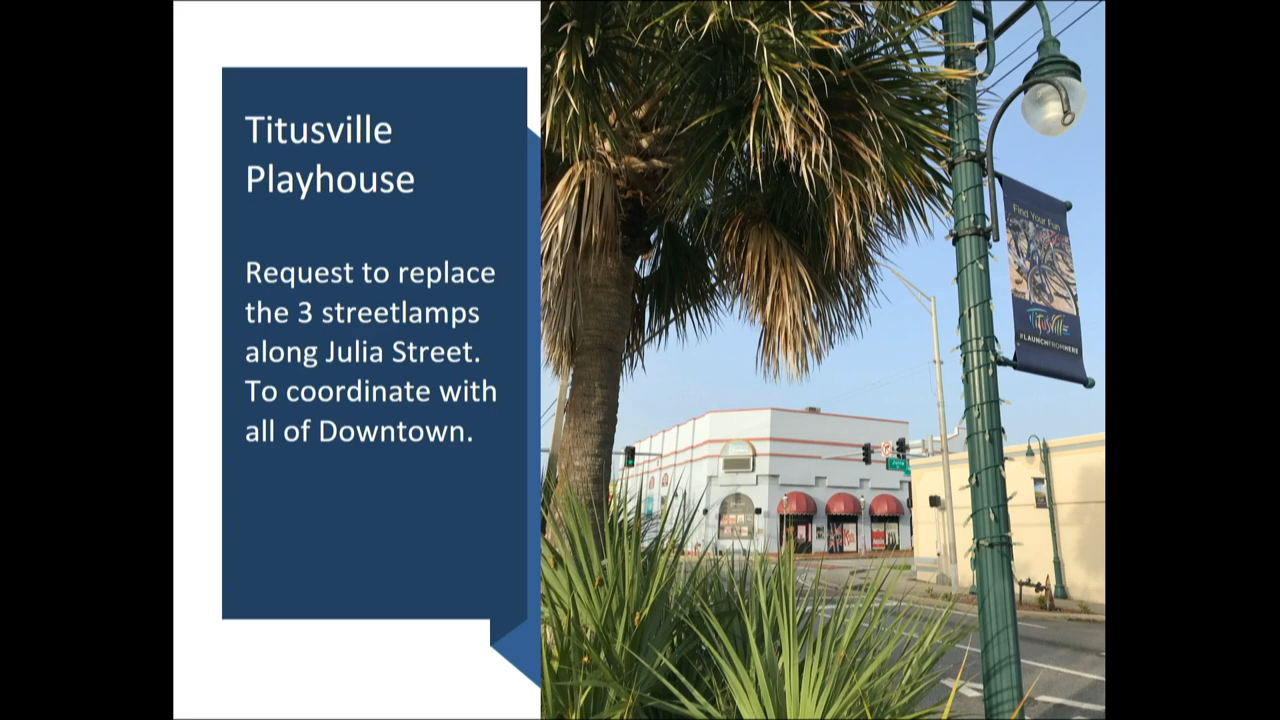 Titusville
Playhouse
Request to replace
the 3 streetlamps
along Julia Street.
To coordinate with
all of Downtown.
Find Your Fun
Titusville
#LAUNCHFROMHERE
Julia